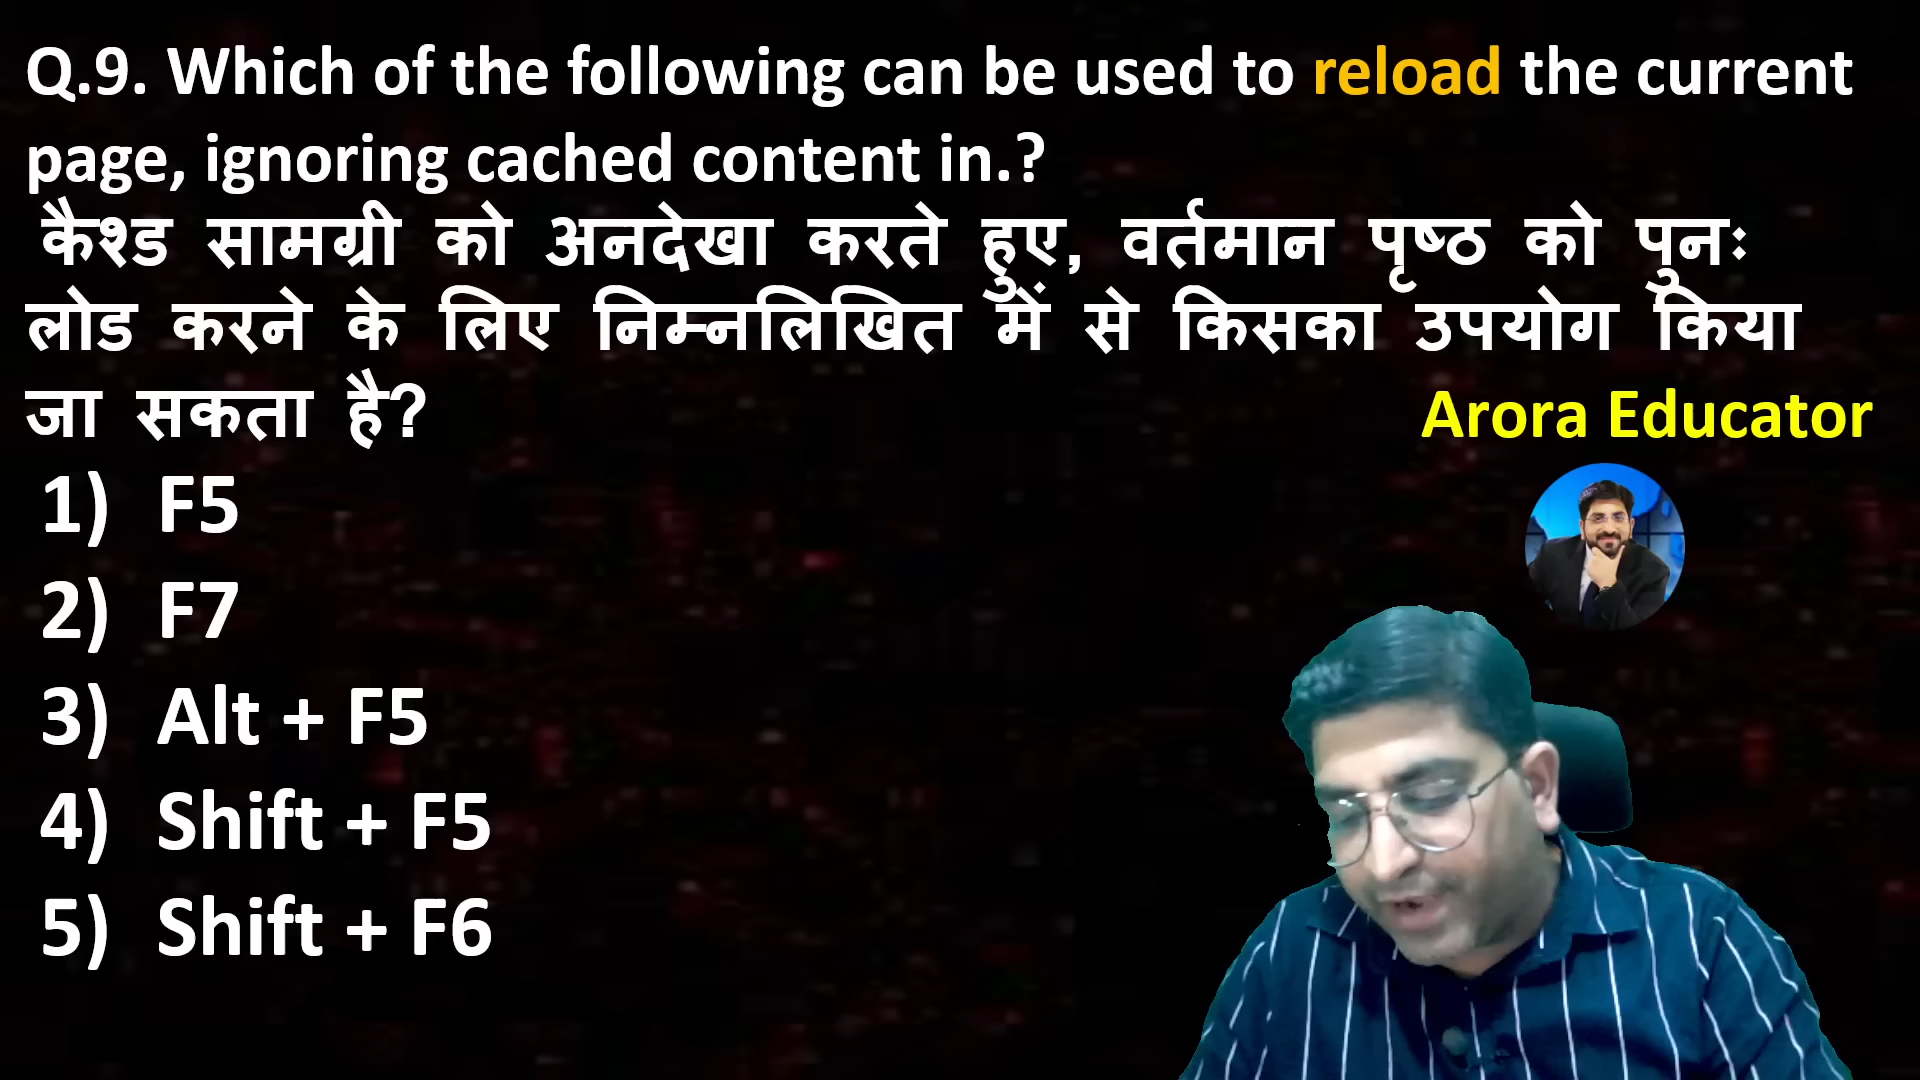 Q.9. Which of the following can be used to reload the current
page, ignoring cached content in.?
कैश्ड सामग्री को अनदेखा करते हुए, वर्तमान पृष्ठ को पुनः
लोड करने के लिए निम्नलिखित में से किसका उपयोग किया
जा सकता है?
Arora Educator
1) F5
2) F7
3) Alt + F5
4) Shift + F5
5) Shift + F6